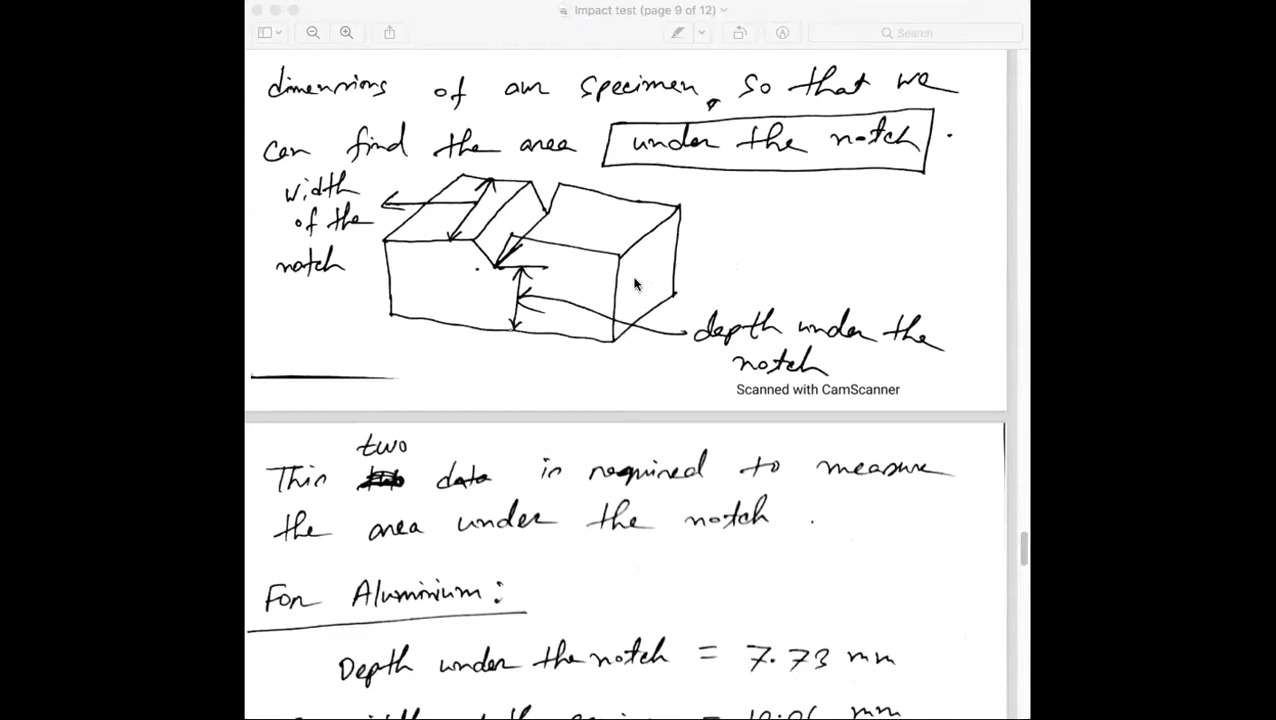 Impact test (page 9 of 12)
Search
dimensions of our specimen, so that we
can find the area under the notch.
width
of the
notch
depth under the
notch
Scanned with CamScanner
two
This data is required to measure
the area under the notch.
For Aluminium:
Depth under the notch = 7.73 mm
mm